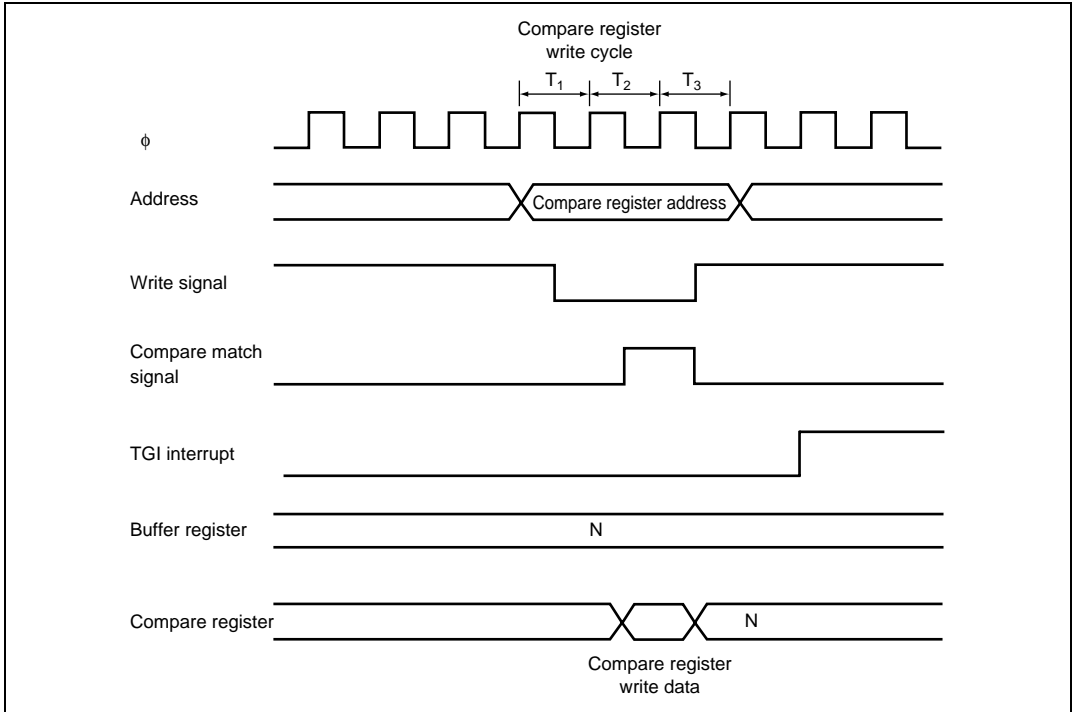 Compare register
write cycle
T1 T2 T3
ϕ
Address
Compare register address
Write signal
Compare match
signal
TGI interrupt
Buffer register
N
Compare register
N
Compare register
write data